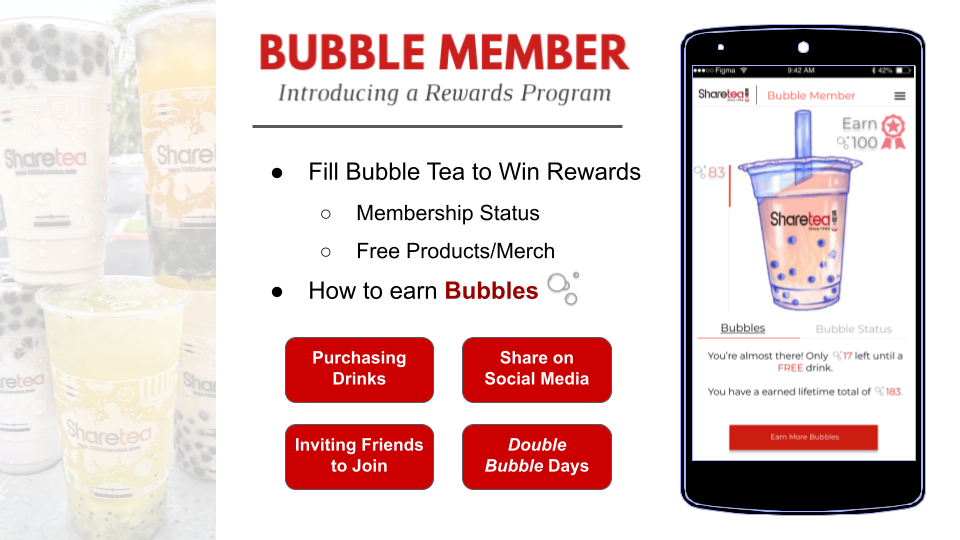 BUBBLE MEMBER
Introducing a Rewards Program
● Fill Bubble Tea to Win Rewards
○ Membership Status
○ Free Products/Merch
● How to earn Bubbles
Purchasing
Drinks
Share on
Social Media
Inviting Friends
to Join
Double
Bubble Days
Figma
9:42 AM
42%
Sharetea
Bubble Member
Earn
100
83
Sharetea
Since 1992
Bubbles
Bubble Status
You're almost there! Only 17 left until a
FREE drink.
You have a earned lifetime total of 183.
Earn More Bubbles
Sharetea
Sharetea
Sharetea
Sharetea